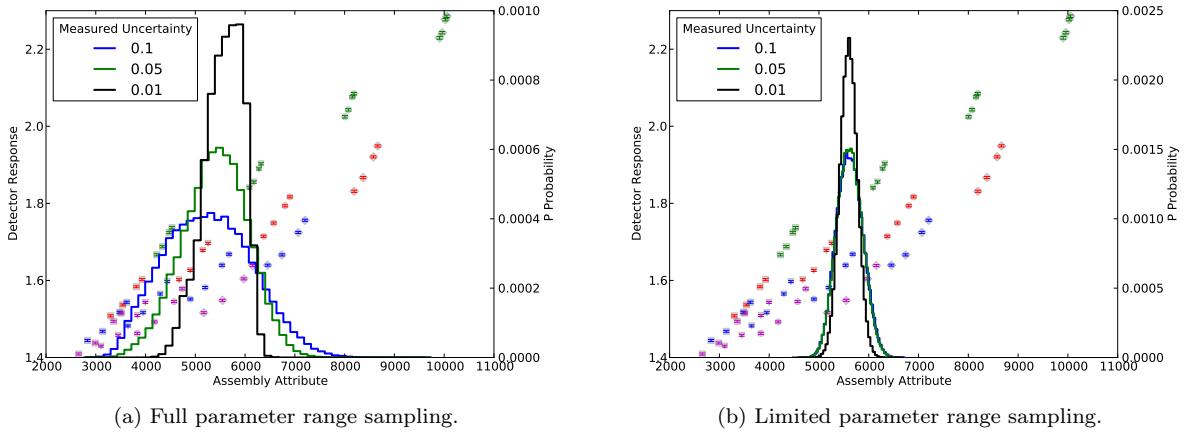 Measured Uncertainty
0.1
0.05
0.01
Detector Response
2.2
2.0
1.8
1.6
1.4
2000 3000 4000 5000 6000 7000 8000 9000 10000 11000
Assembly Attribute
0.0010
0.0008
0.0006
0.0004
0.0002
0.0000
P Probability
(a) Full parameter range sampling.
Measured Uncertainty
0.1
0.05
0.01
Detector Response
2.2
2.0
1.8
1.6
1.4
2000 3000 4000 5000 6000 7000 8000 9000 10000 11000
Assembly Attribute
0.0025
0.0020
0.0015
0.0010
0.0005
0.0000
P Probability
(b) Limited parameter range sampling.